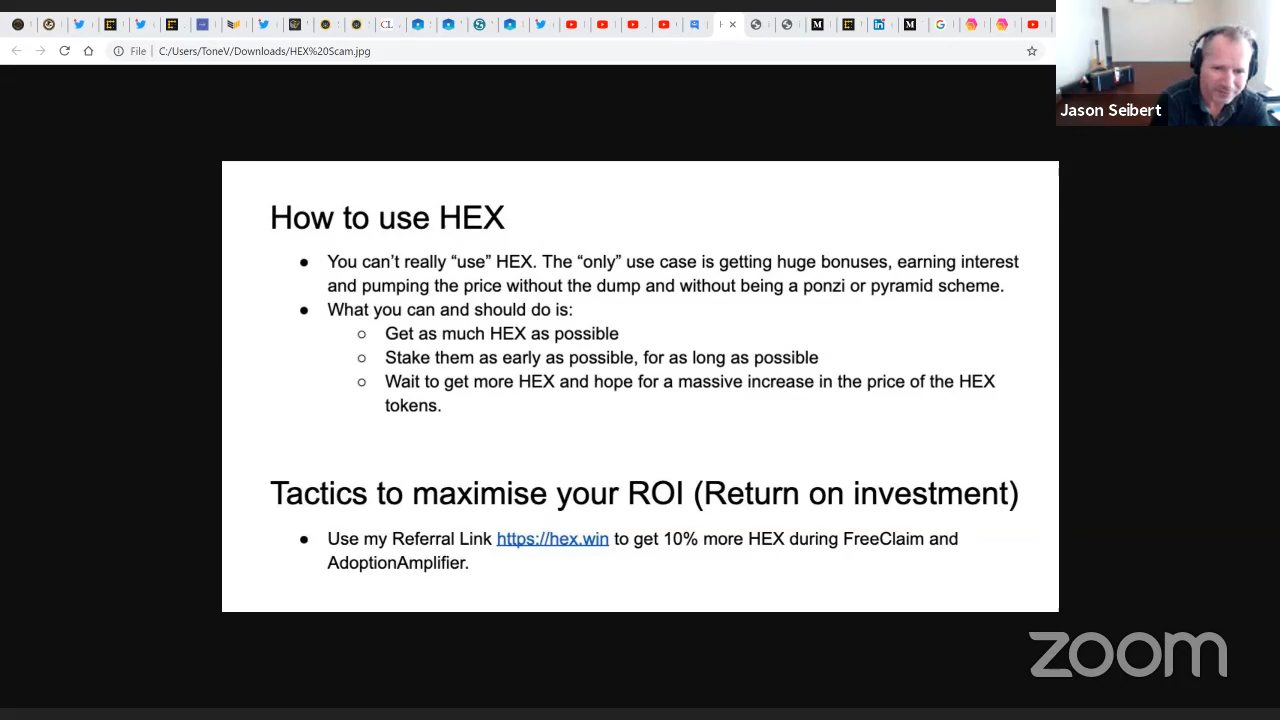 CL
H
M
M
File
C:/Users/ToneV/Downloads/HEX%20Scam.jpg
Jason Seibert
How to use HEX
● You can’t really “use” HEX. The “only” use case is getting huge bonuses, earning interest
and pumping the price without the dump and without being a ponzi or pyramid scheme.
● What you can and should do is:
○ Get as much HEX as possible
○ Stake them as early as possible, for as long as possible
○ Wait to get more HEX and hope for a massive increase in the price of the HEX
tokens.
Tactics to maximise your ROI (Return on investment)
● Use my Referral Link https://hex.win to get 10% more HEX during FreeClaim and
AdoptionAmplifier.
zoom